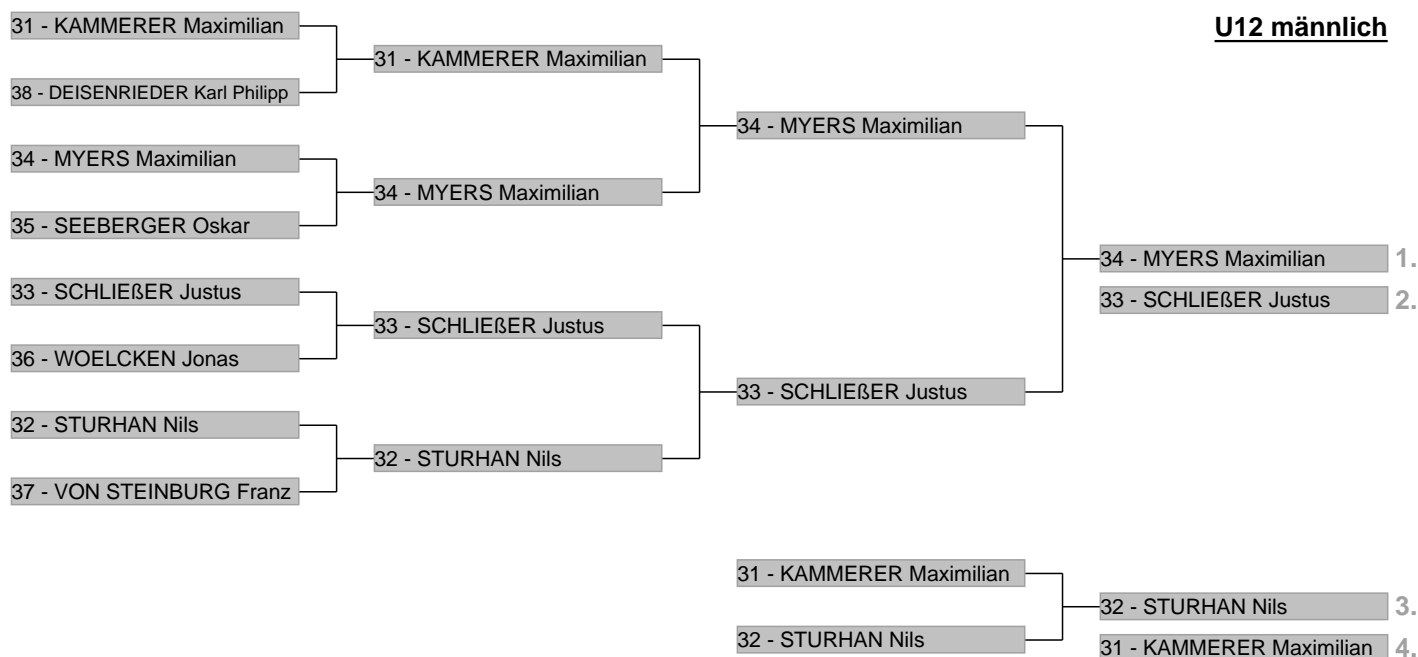 U12 männlich
31 - KAMMERER Maximilian
38 - DEISENRIEDER Karl Philipp
34 - MYERS Maximilian
35 - SEEBERGER Oskar
33 - SCHLIEßER Justus
36 - WOELCKEN Jonas
32 - STURHAN Nils
37 - VON STEINBURG Franz
31 - KAMMERER Maximilian
34 - MYERS Maximilian
33 - SCHLIEßER Justus
32 - STURHAN Nils
34 - MYERS Maximilian
33 - SCHLIEßER Justus
34 - MYERS Maximilian 1.
33 - SCHLIEßER Justus 2.
31 - KAMMERER Maximilian
32 - STURHAN Nils
32 - STURHAN Nils 3.
31 - KAMMERER Maximilian 4.